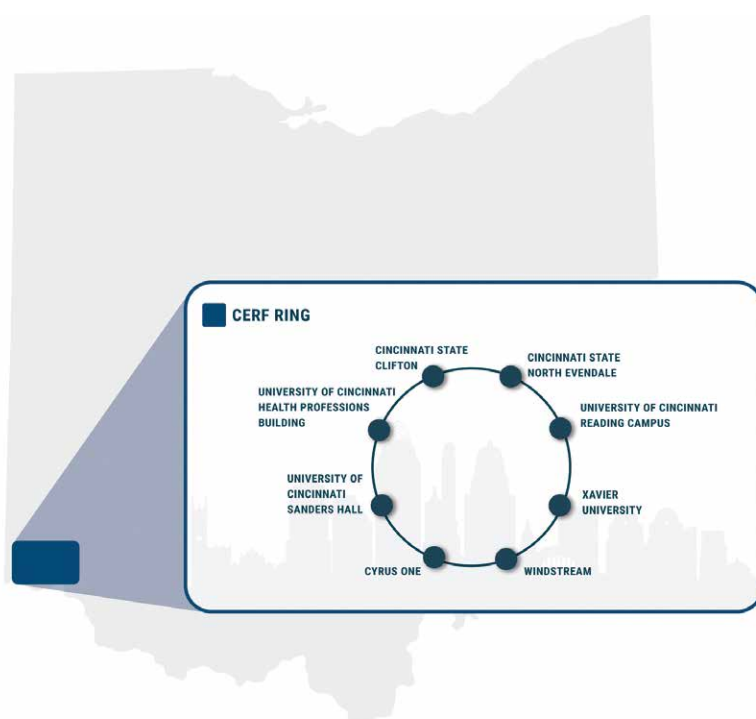 CERF RING
CINCINNATI STATE
CLIFTON
CINCINNATI STATE
NORTH EVENDALE
UNIVERSITY OF CINCINNATI
HEALTH PROFESSIONS
BUILDING
UNIVERSITY OF CINCINNATI
READING CAMPUS
UNIVERSITY OF
CINCINNATI
SANDERS HALL
XAVIER
UNIVERSITY
CYRUS ONE
WINDSTREAM